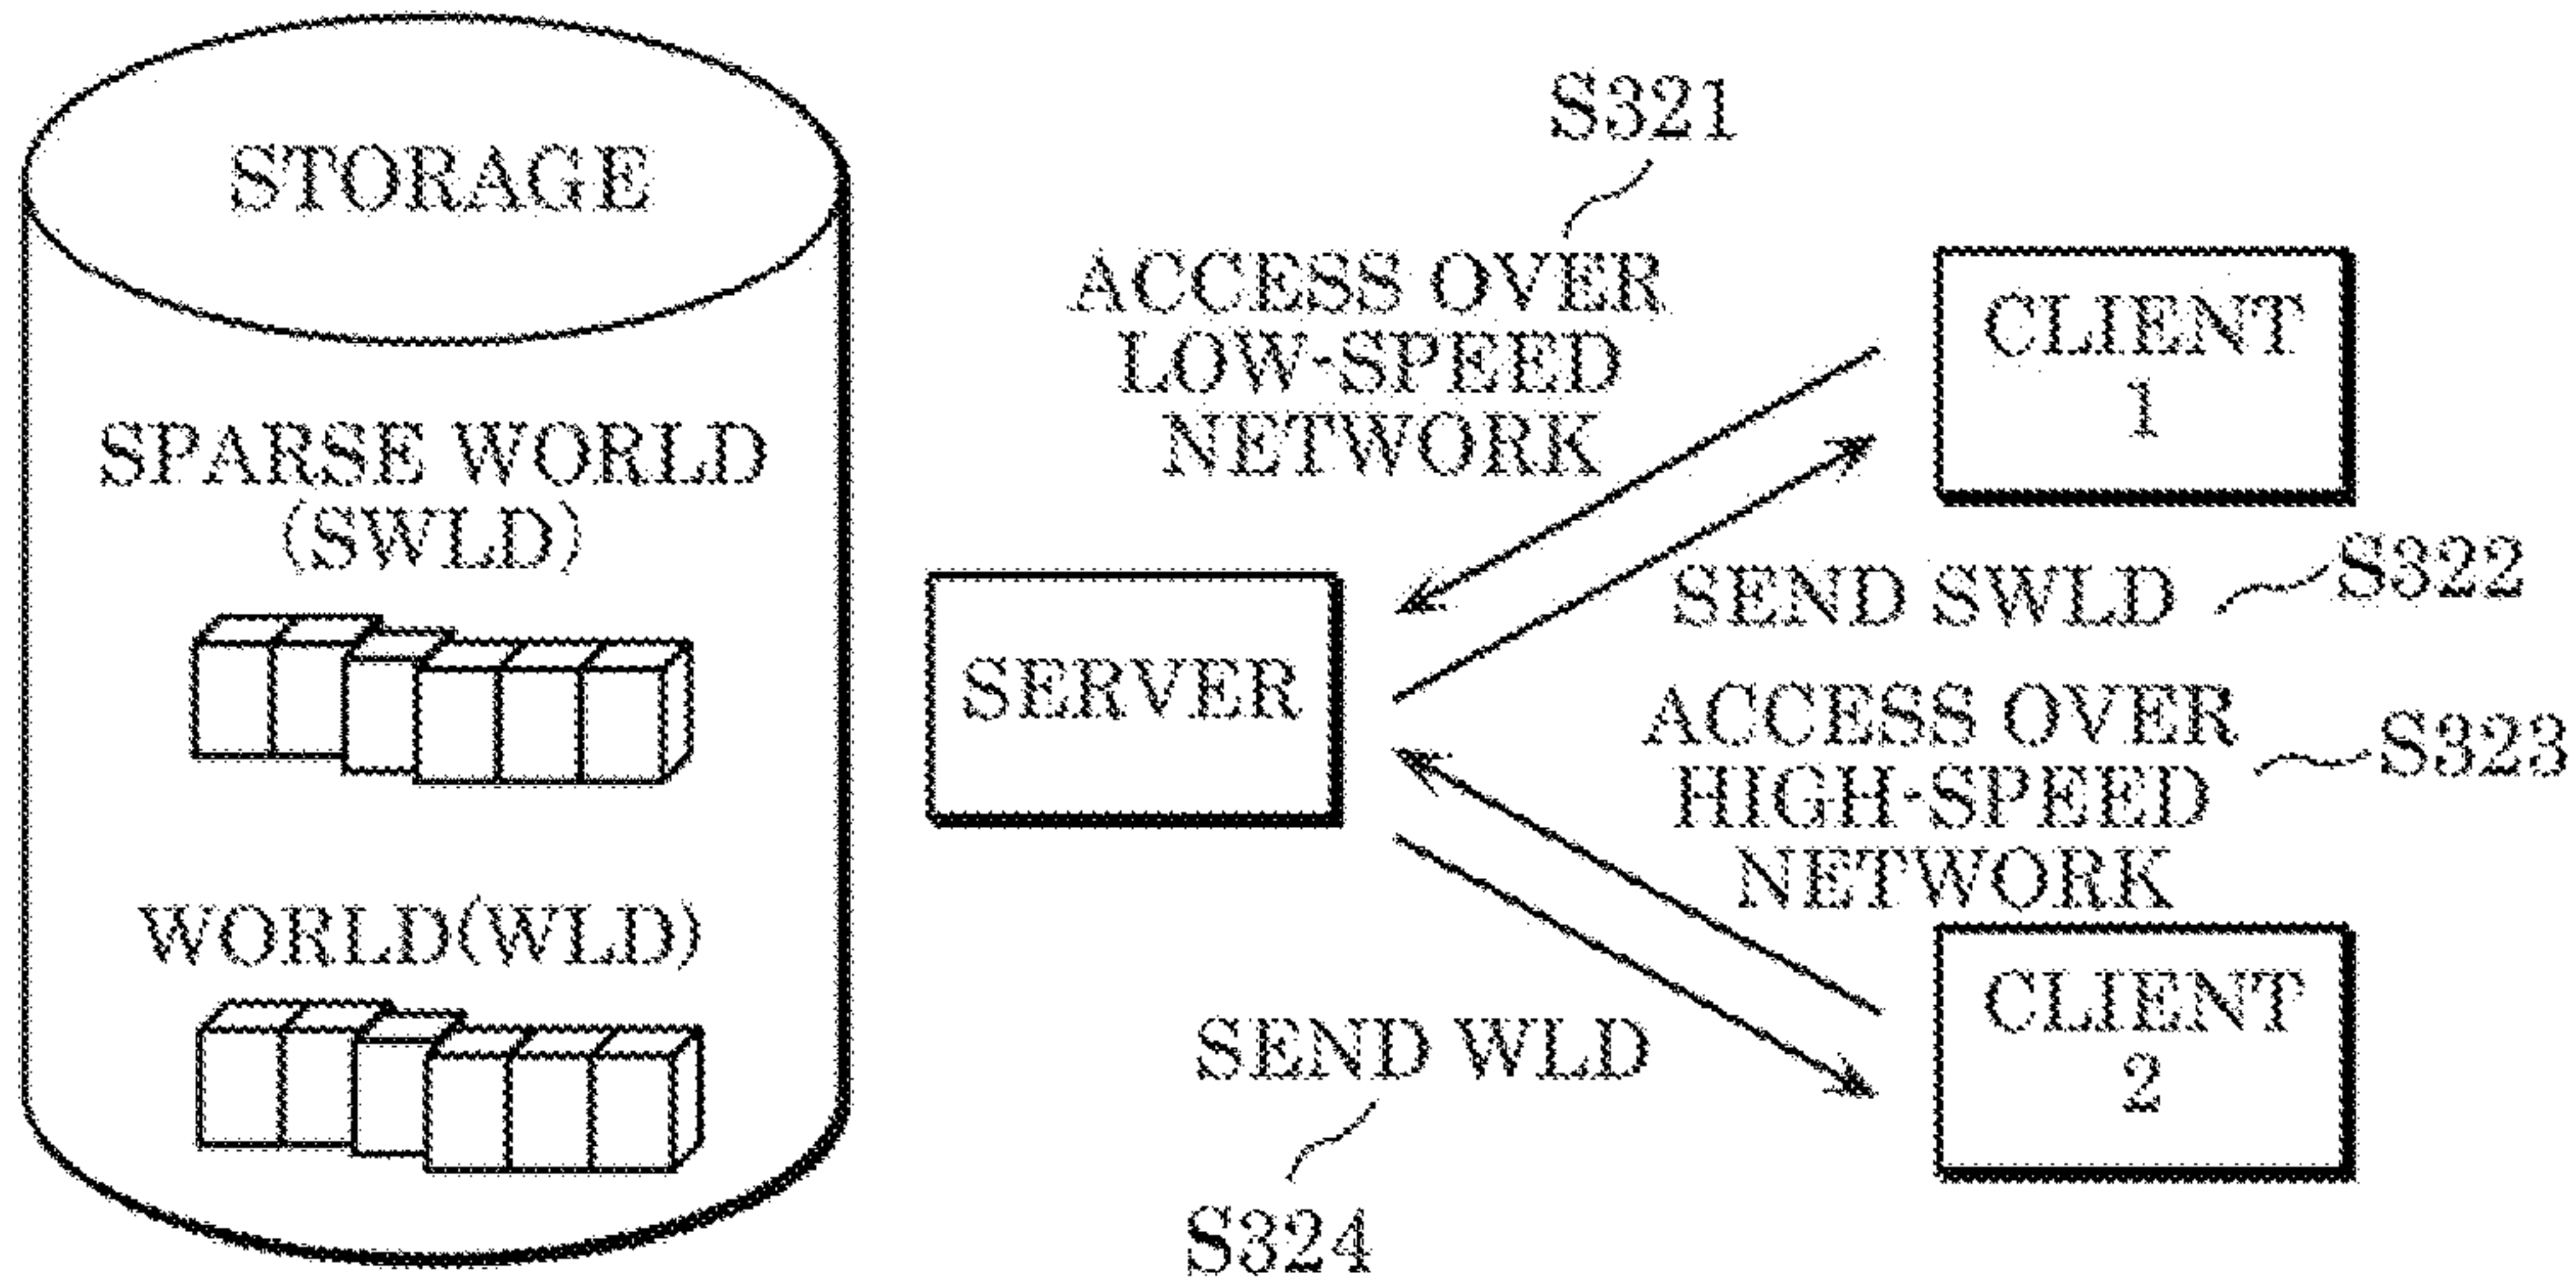 STORAGE
SPARSE WORLD
(SWLD)
WORLD(WLD)
SERVER
S321
ACCESS OVER
LOW-SPEED
NETWORK
CLIENT
1
SEND SWLD
S322
ACCESS OVER
HIGH-SPEED
NETWORK
S323
SEND WLD
S324
CLIENT
2